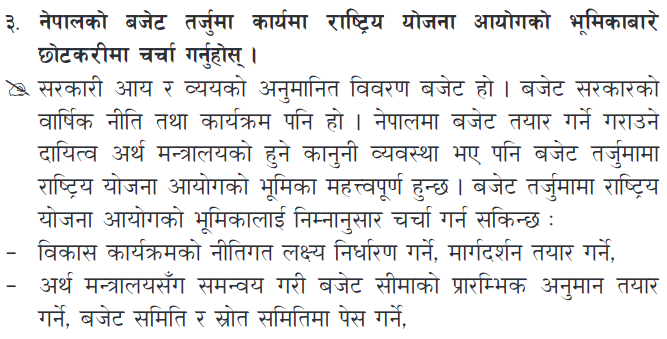 ३. नेपालको बजेट तर्जुमा कार्यमा राष्ट्रिय योजना आयोगको भूमिकाबारे
छोटकरीमा चर्चा गर्नुहोस् ।
सरकारी आय र व्ययको अनुमानित विवरण बजेट हो । बजेट सरकारको
वार्षिक नीति तथा कार्यक्रम पनि हो । नेपालमा बजेट तयार गर्ने गराउने
दायित्व अर्थ मन्त्रालयको हुने कानुनी व्यवस्था भए पनि बजेट तर्जुमामा
राष्ट्रिय योजना आयोगको भूमिका महत्त्वपूर्ण हुन्छ । बजेट तर्जुमामा राष्ट्रिय
योजना आयोगको भूमिकालाई निम्नानुसार चर्चा गर्न सकिन्छ :
– विकास कार्यक्रमको नीतिगत लक्ष्य निर्धारण गर्ने, मार्गदर्शन तयार गर्ने,
– अर्थ मन्त्रालयसँग समन्वय गरी बजेट सीमाको प्रारम्भिक अनुमान तयार
गर्ने, बजेट समिति र स्रोत समितिमा पेस गर्ने,